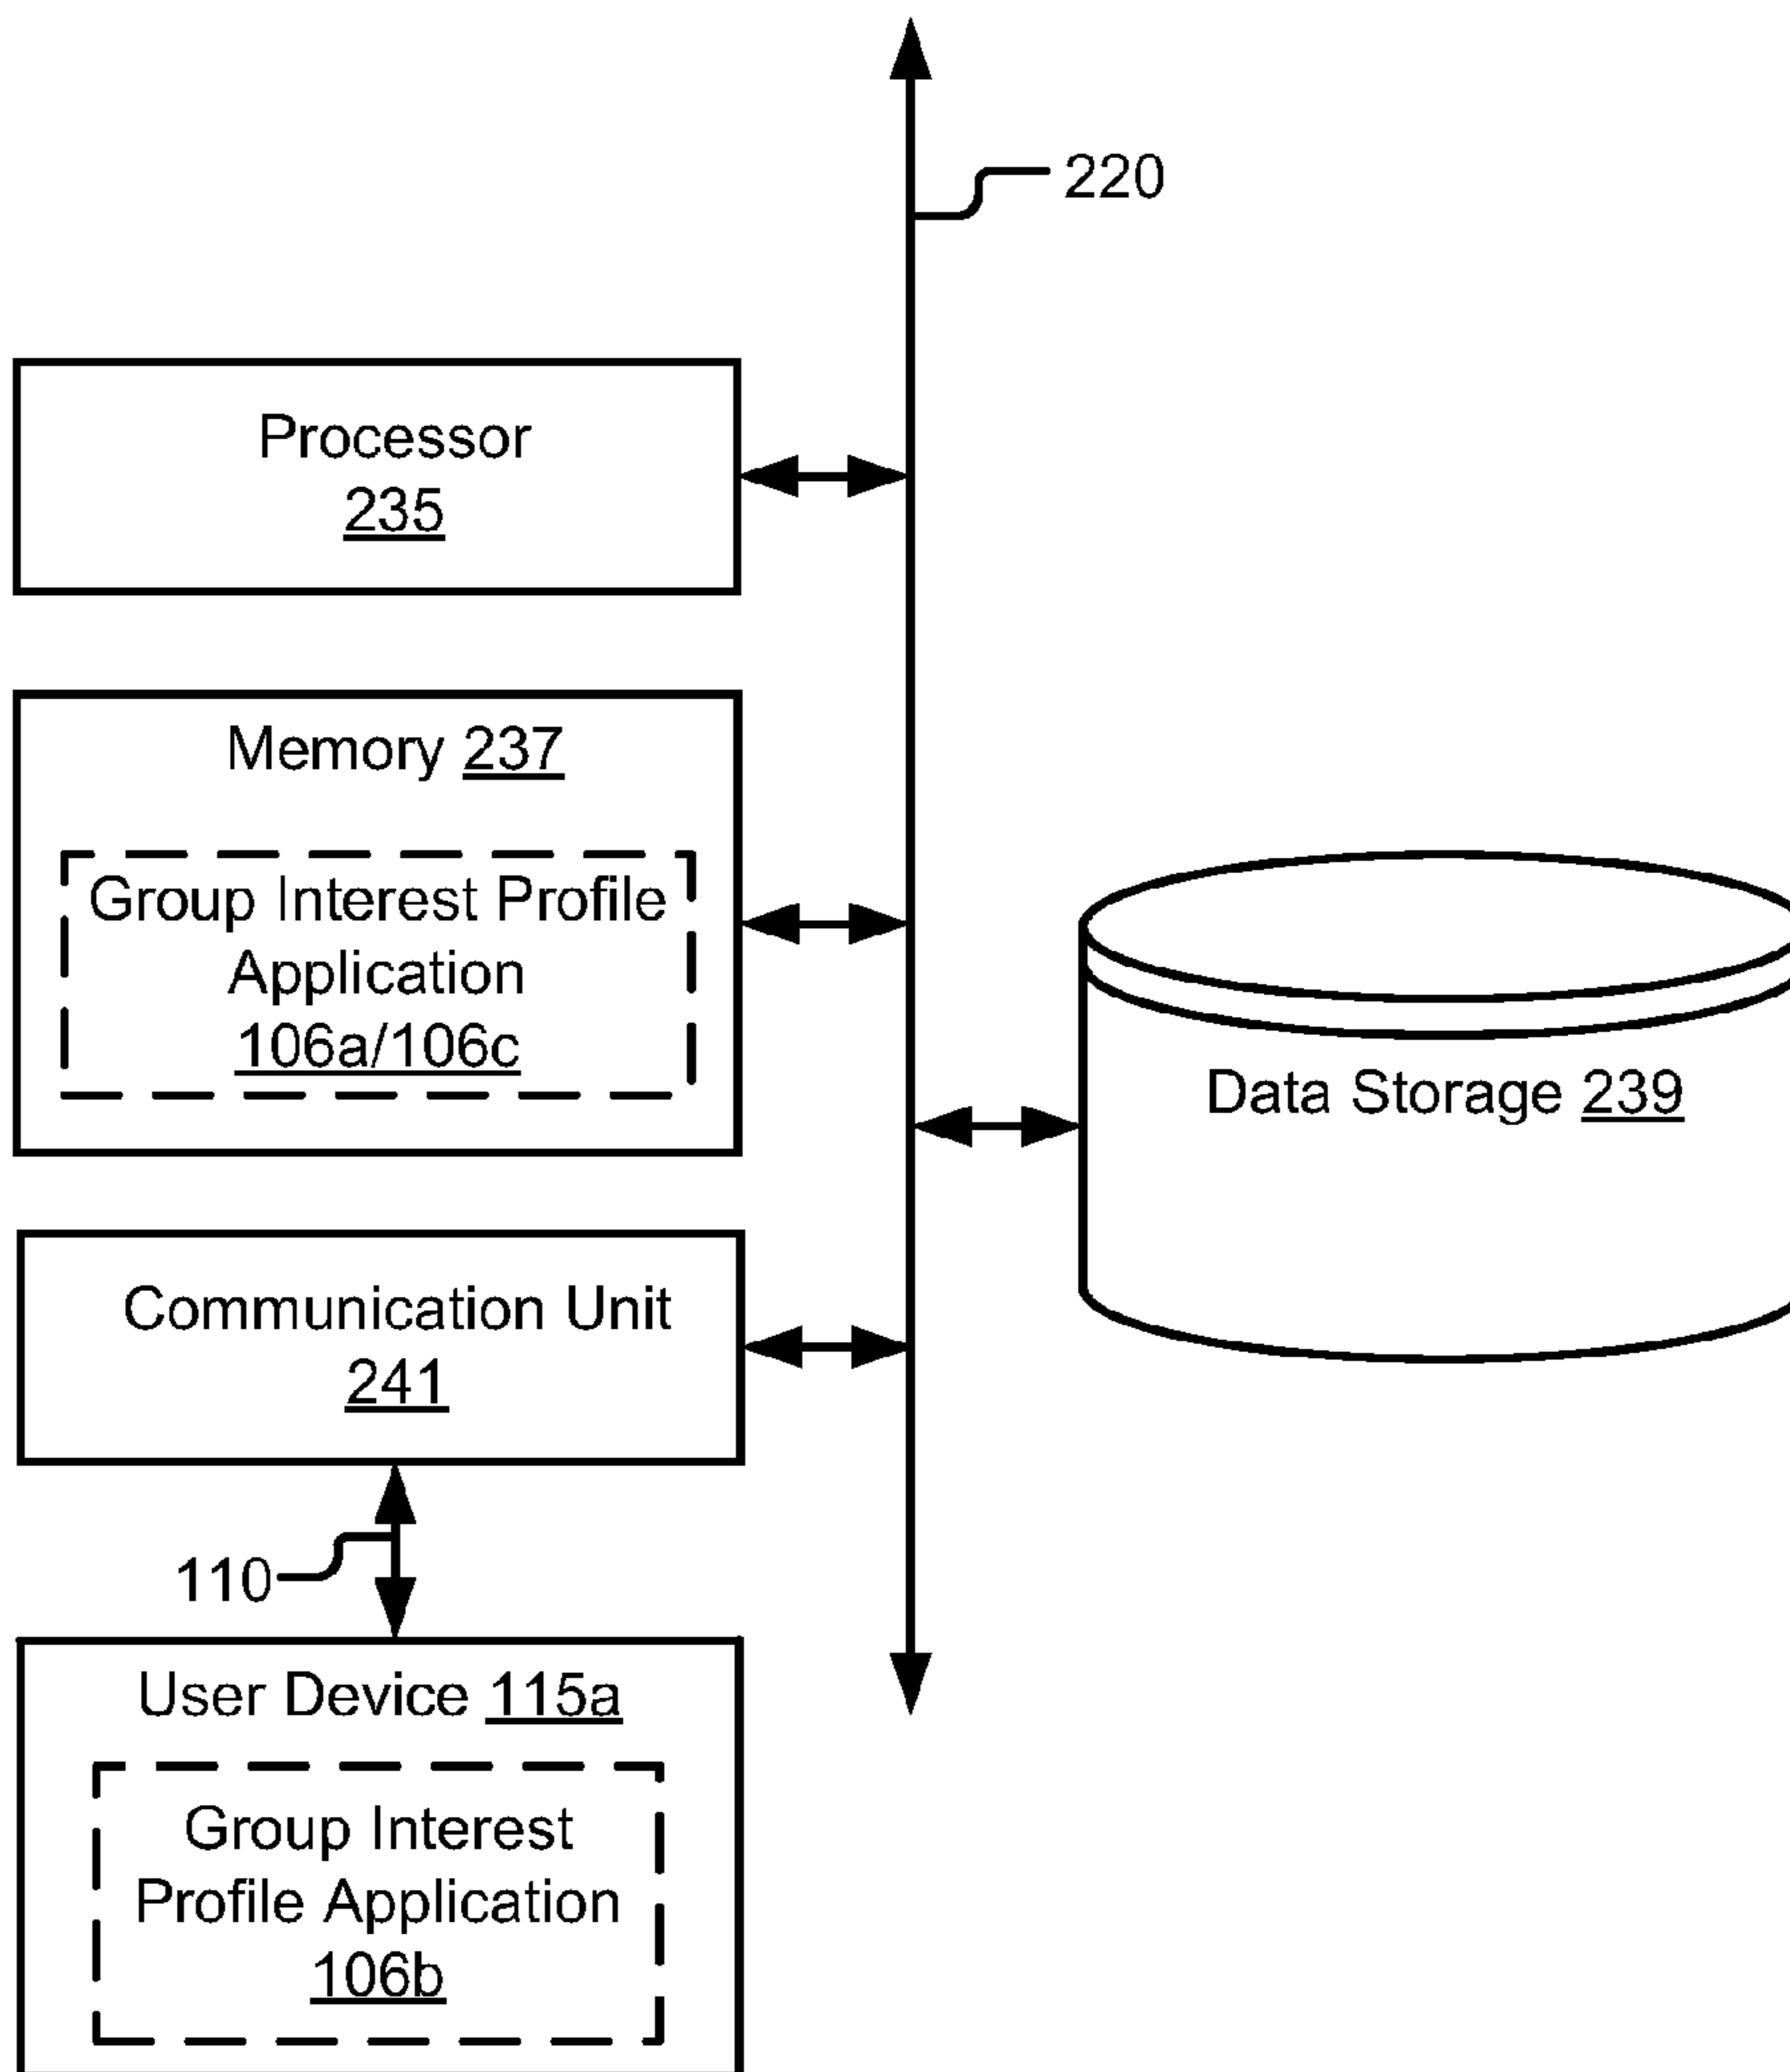 220
Processor
235
Memory 237
Group Interest Profile
Application
106a/106c
Data Storage 239
Communication Unit
241
110
User Device 115a
Group Interest
Profile Application
106b